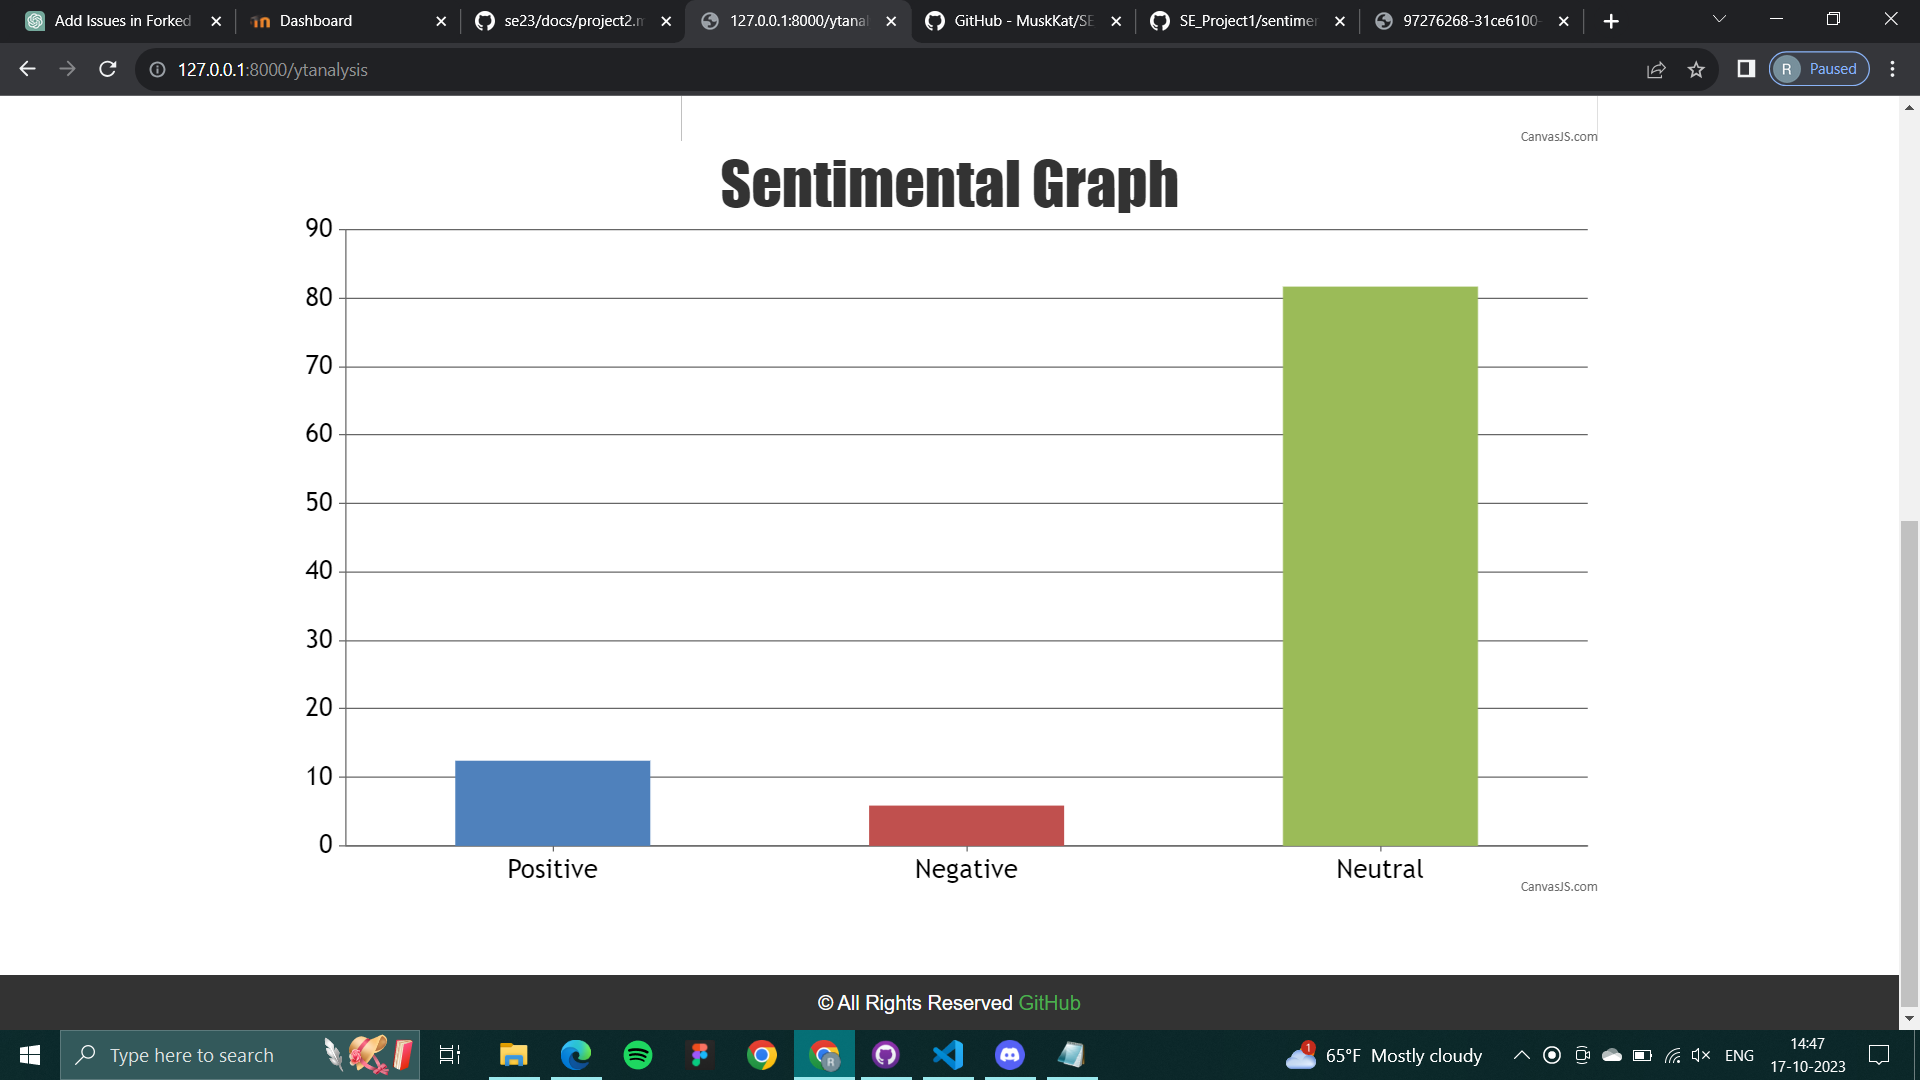 Add Issues in Forked
Dashboard
se23/docs/project2.m
127.0.0.1:8000/ytanal
GitHub - MuskKat/SE
SE_Project1/sentimen
97276268-31ce6100-
127.0.0.1:8000/ytanalysis
R Paused
CanvasJS.com
Sentimental Graph
90
80
70
60
50
40
30
20
10
0
Positive Negative Neutral
CanvasJS.com
© All Rights Reserved GitHub
Type here to search
R
1
65°F Mostly cloudy
ENG
14:47
17-10-2023